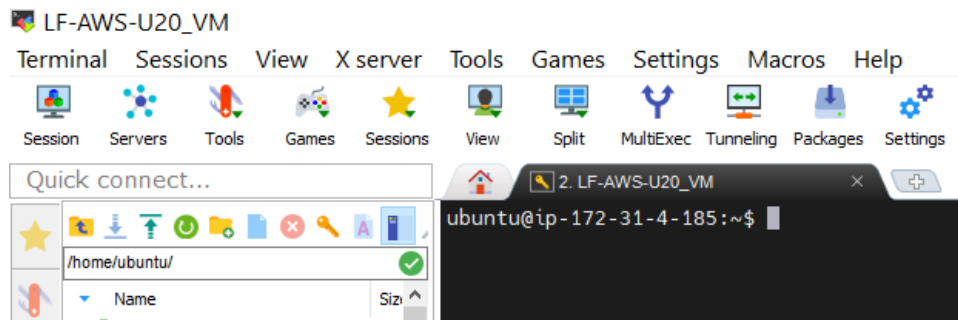 LF-AWS-U20_VM
Terminal Sessions View X server Tools Games Settings Macros Help
Session Servers Tools Games Sessions View Split MultiExec Tunneling Packages Settings
Quick connect...
2. LF-AWS-U20_VM
ubuntu@ip-172-31-4-185:~$
/home/ubuntu/
Name